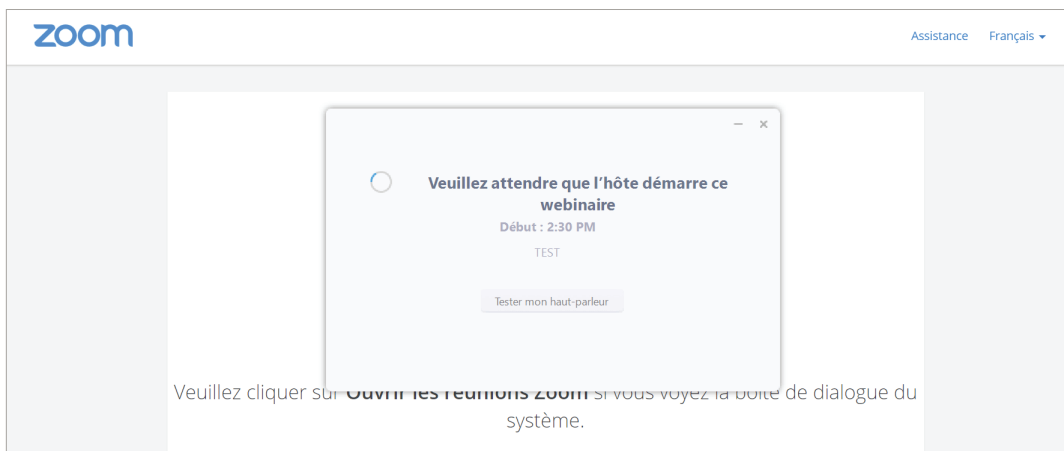 zoom
Assistance Français
Veuillez attendre que l'hôte démarre ce
webinaire
Début : 2:30 PM
TEST
Tester mon haut-parleur
Veuillez cliquer sur Ouvrir les réunions Zoom si vous voyez la boîte de dialogue du
système.